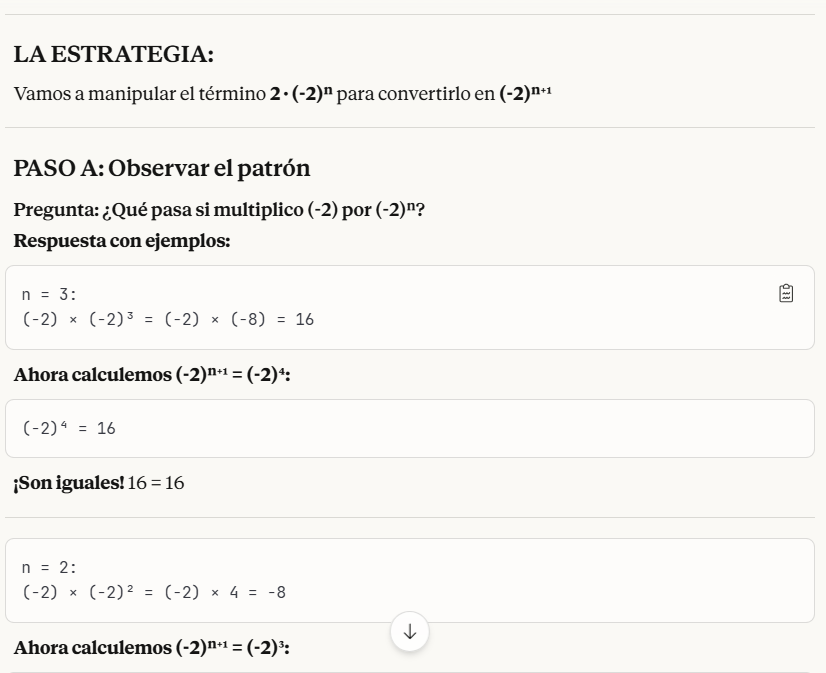 LA ESTRATEGIA:
Vamos a manipular el término 2·(-2)ⁿ para convertirlo en (-2)ⁿ⁺¹
PASO A: Observar el patrón
Pregunta: ¿Qué pasa si multiplico (-2) por (-2)ⁿ?
Respuesta con ejemplos:
n = 3:
(-2) × (-2)³ = (-2) × (-8) = 16
Ahora calculemos (-2)ⁿ⁺¹ = (-2)⁴:
(-2)⁴ = 16
¡Son iguales! 16 = 16
n = 2:
(-2) × (-2)² = (-2) × 4 = -8
Ahora calculemos (-2)ⁿ⁺¹ = (-2)³: